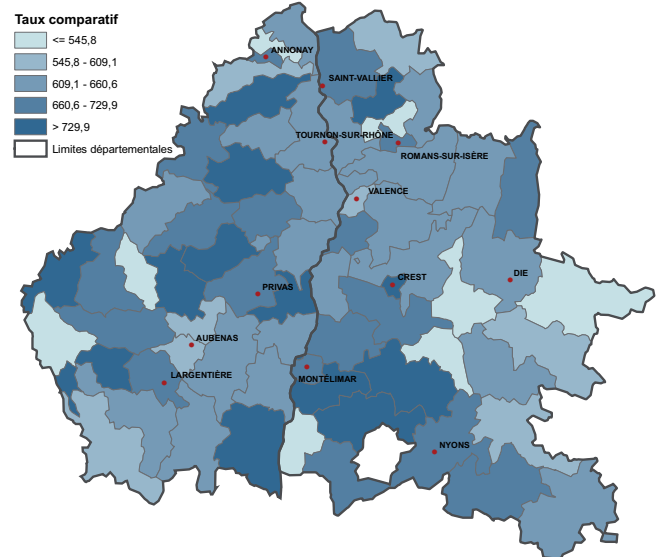 Taux comparatif
<= 545,8
545,8 - 609,1
609,1 - 660,6
660,6 - 729,9
> 729,9
Limites départementales
ANNONAY
SAINT-VALLIER
TOURNON-SUR-RHÔNE
ROMANS-SUR-ISÈRE
VALENCE
DIE
CREST
PRIVAS
AUBENAS
LARGENTIÈRE
MONTÉLIMAR
NYONS